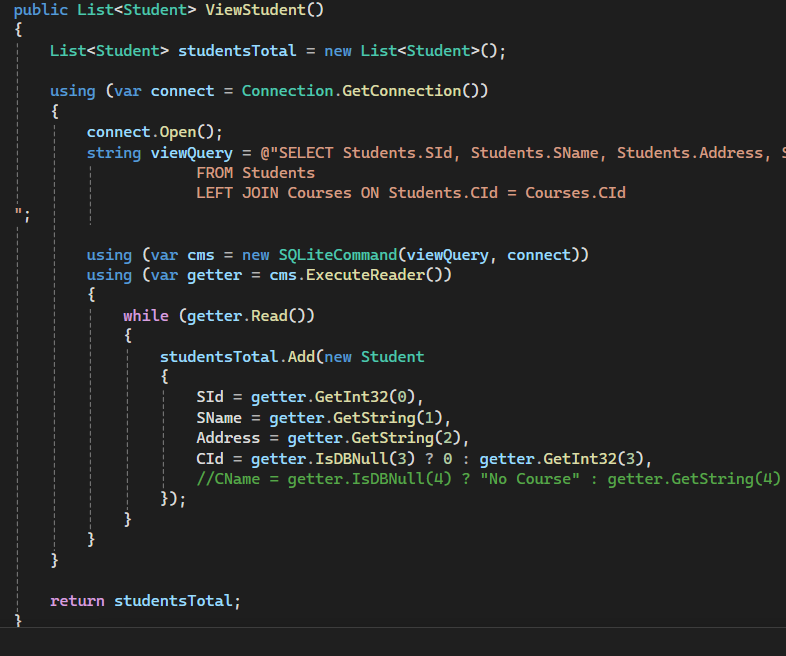 public List<Student> ViewStudent()
{
    List<Student> studentsTotal = new List<Student>();
    using (var connect = Connection.GetConnection())
    {
        connect.Open();
        string viewQuery = @"SELECT Students.SId, Students.SName, Students.Address, S
                    FROM Students
                    LEFT JOIN Courses ON Students.CId = Courses.CId
";
        using (var cms = new SQLiteCommand(viewQuery, connect))
        using (var getter = cms.ExecuteReader())
        {
            while (getter.Read())
            {
                studentsTotal.Add(new Student
                {
                    SId = getter.GetInt32(0),
                    SName = getter.GetString(1),
                    Address = getter.GetString(2),
                    CId = getter.IsDBNull(3) ? 0 : getter.GetInt32(3),
                    //CName = getter.IsDBNull(4) ? "No Course" : getter.GetString(4)
                });
            }
        }
    }
    return studentsTotal;
}